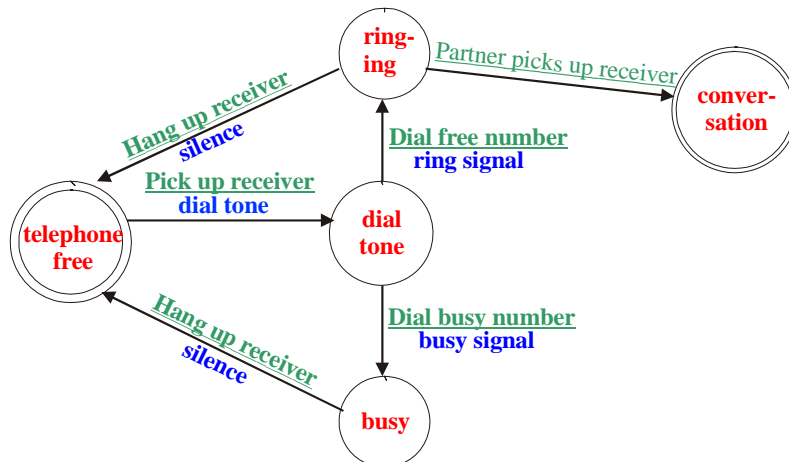 ring-
ing
Partner picks up receiver
conver-
sation
Hang up receiver
silence
Dial free number
ring signal
Pick up receiver
dial tone
telephone
free
dial
tone
Hang up receiver
silence
Dial busy number
busy signal
busy